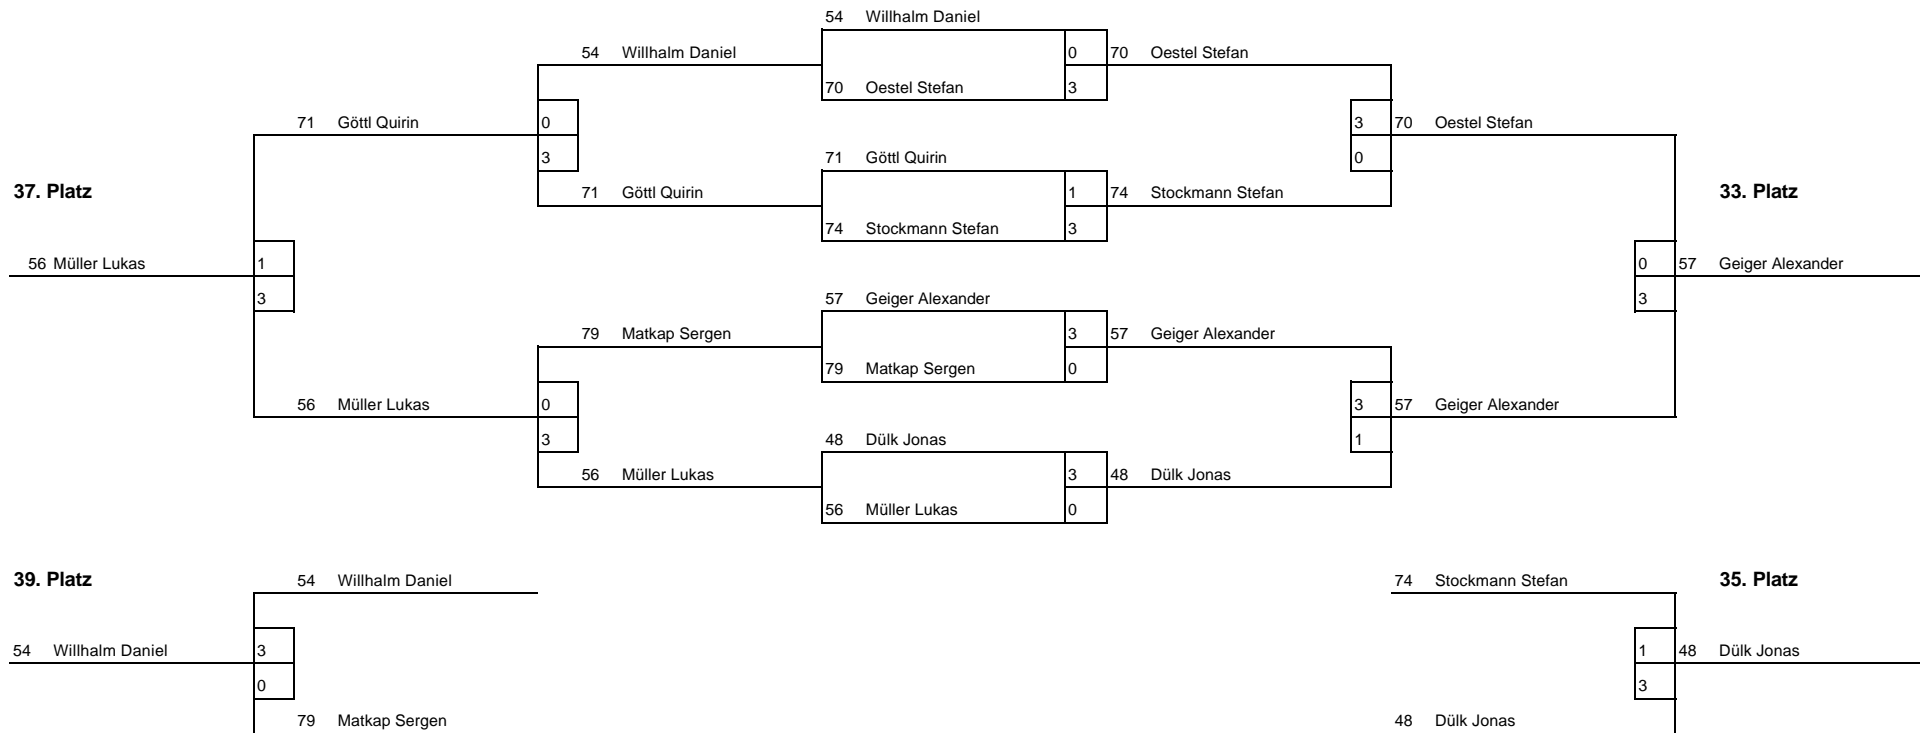 54 Willhalm Daniel
54 Willhalm Daniel 0 70 Oestel Stefan
70 Oestel Stefan 3
71 Göttl Quirin 0 3 70 Oestel Stefan
3 71 Göttl Quirin 0
37. Platz 71 Göttl Quirin 1 74 Stockmann Stefan 33. Platz
74 Stockmann Stefan 3
56 Müller Lukas 1 0 57 Geiger Alexander
3 57 Geiger Alexander 3
79 Matkap Sergen 3 57 Geiger Alexander
79 Matkap Sergen 0
56 Müller Lukas 0 3 57 Geiger Alexander
3 48 Dülk Jonas 1
56 Müller Lukas 3 48 Dülk Jonas
56 Müller Lukas 0
39. Platz 54 Willhalm Daniel 74 Stockmann Stefan 35. Platz
54 Willhalm Daniel 3 1 48 Dülk Jonas
0 3
79 Matkap Sergen 48 Dülk Jonas